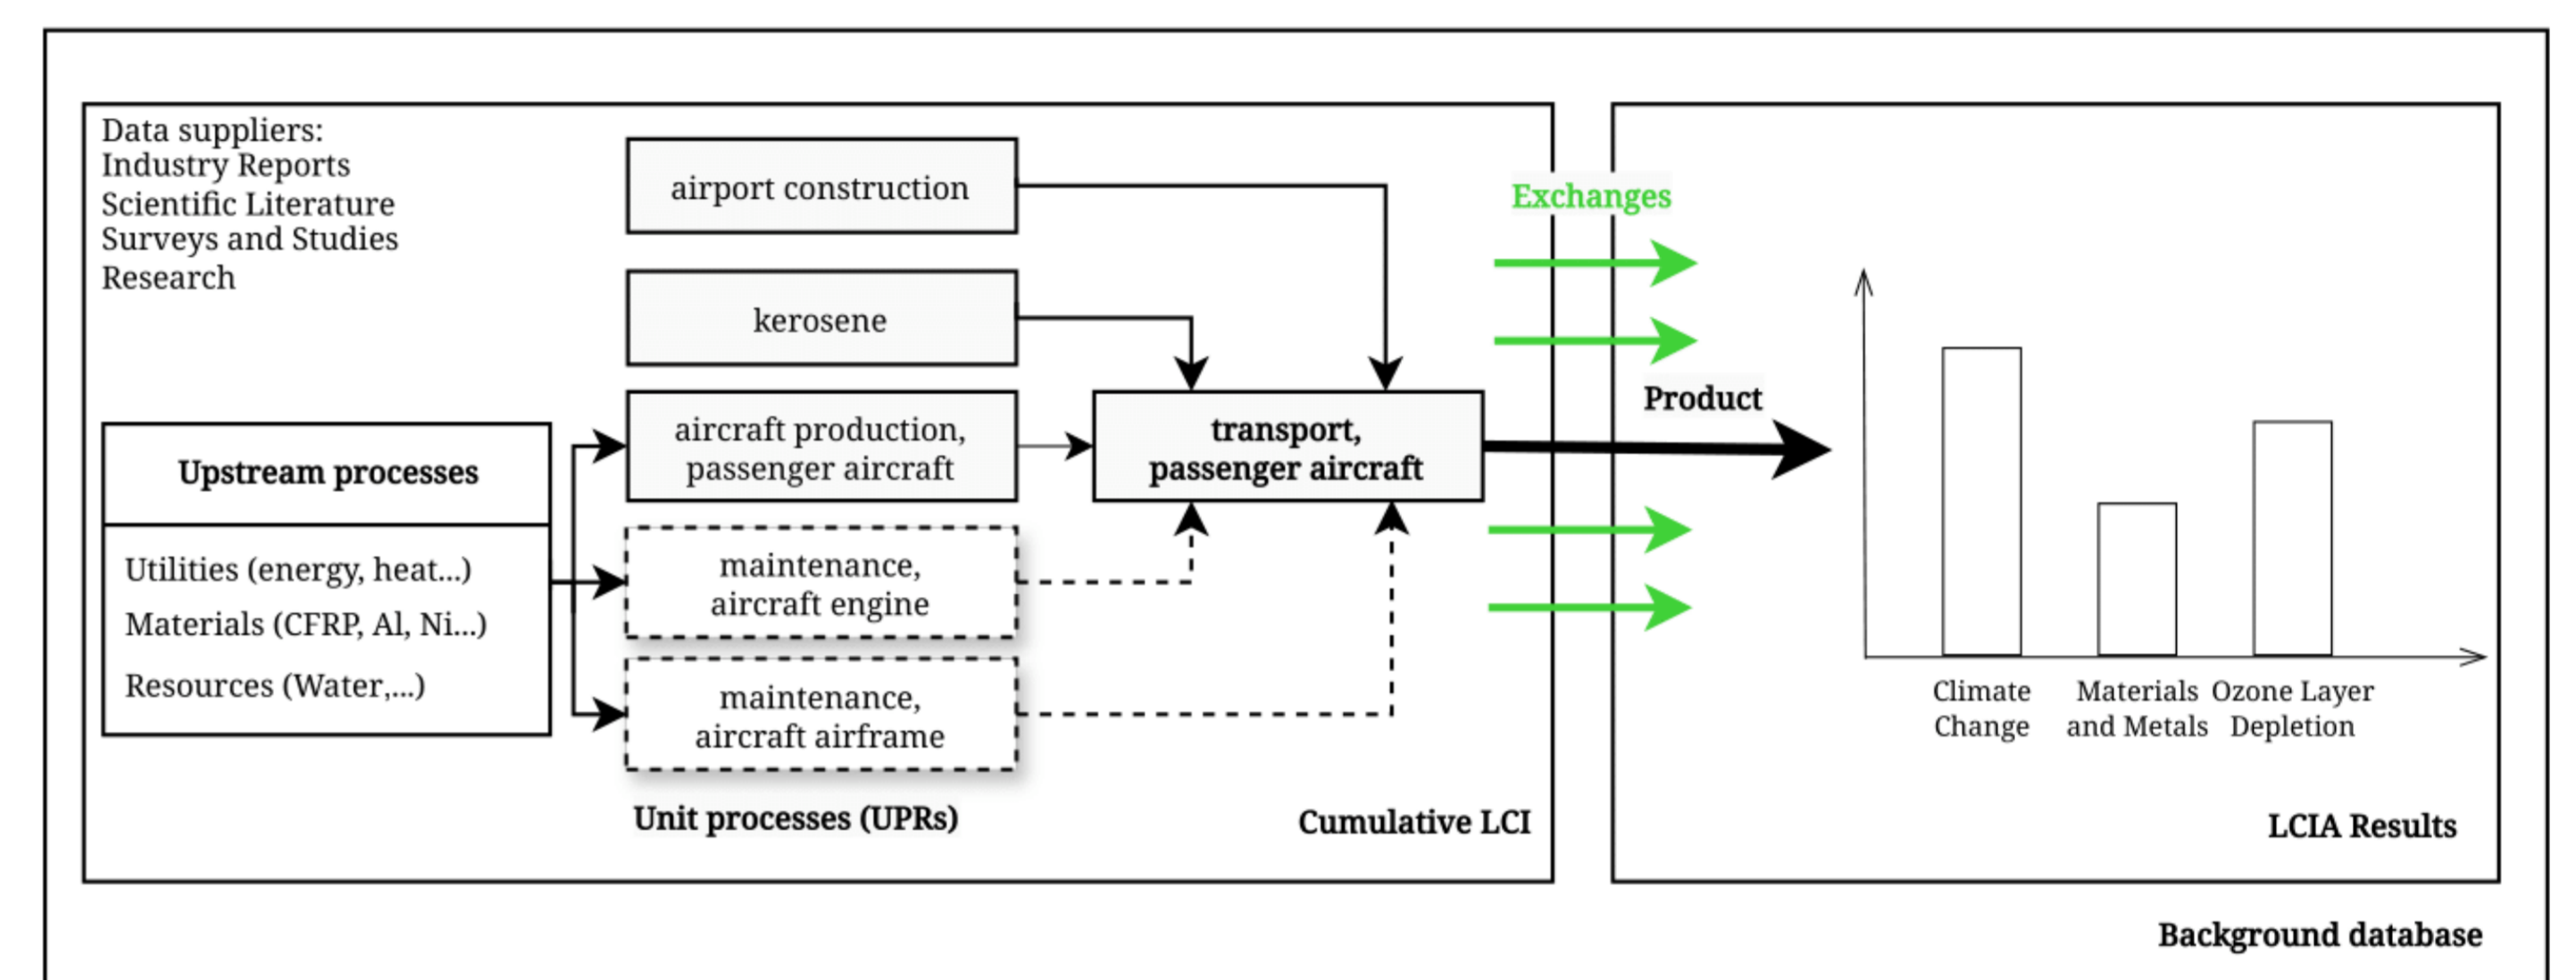 Data suppliers:
Industry Reports
Scientific Literature
Surveys and Studies
Research
airport construction
kerosene
aircraft production,
passenger aircraft
maintenance,
aircraft engine
maintenance,
aircraft airframe
Unit processes (UPRs)
Upstream processes
Utilities (energy, heat...)
Materials (CFRP, Al, Ni...)
Resources (Water,...)
transport,
passenger aircraft
Cumulative LCI
Exchanges
Product
Climate
Change
Materials
and Metals
Ozone Layer
Depletion
LCIA Results
Background database